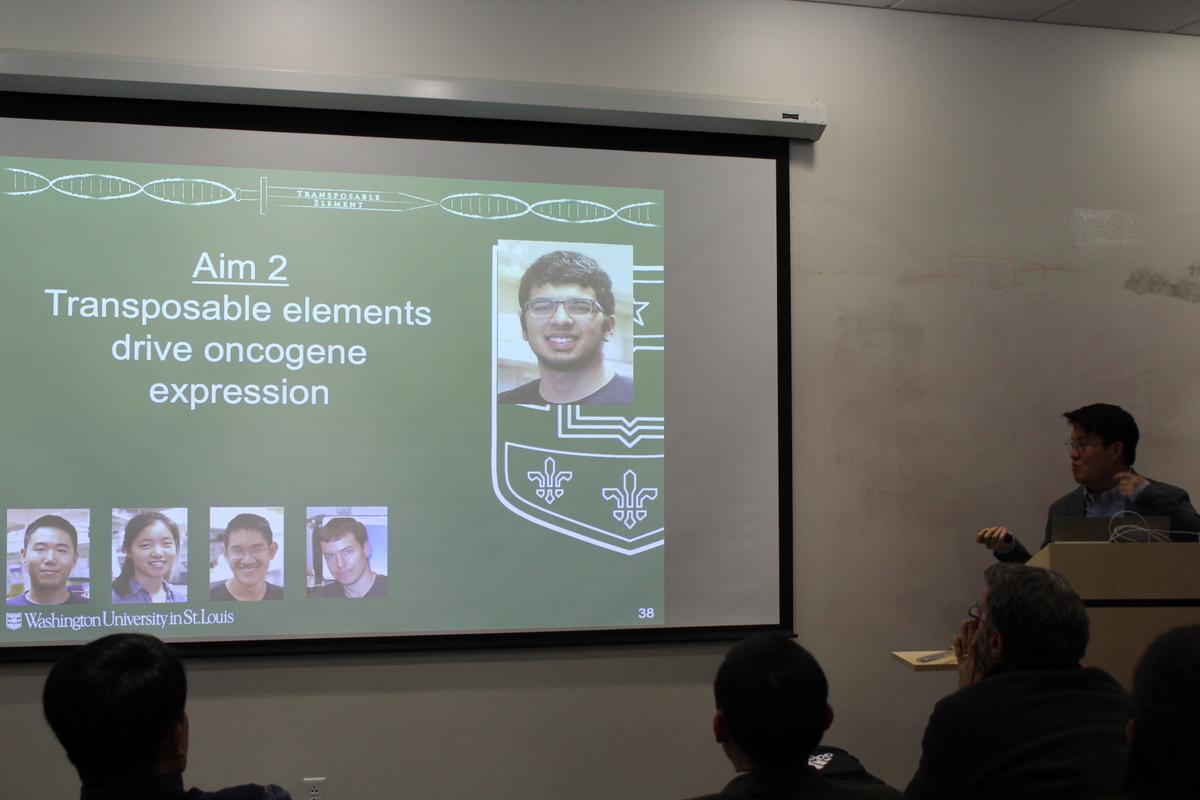 TRANSPOSABLE
ELEMENT
Aim 2
Transposable elements
drive oncogene
expression
Washington University in St. Louis
38